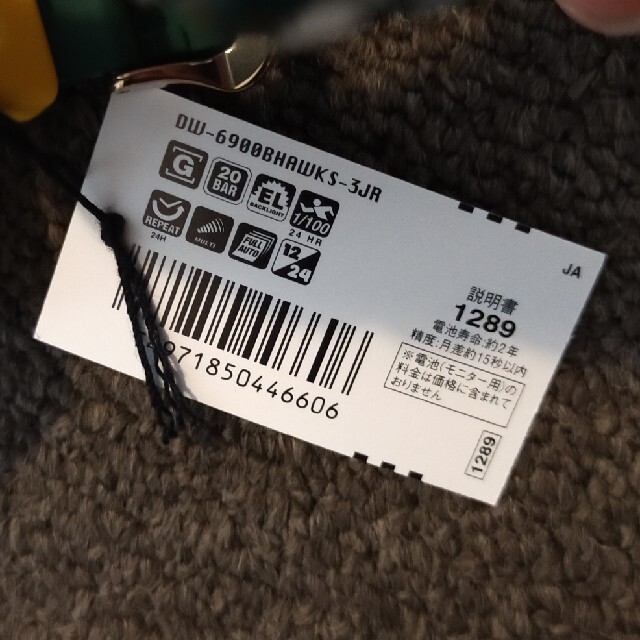 DW-6900BHAWKS-3JR
G
20 BAR
EL BACKLIGHT
1/100
24 HR
REPEAT
24H
MULTI
FULL AUTO
12/24
971850446606
JA
説明書
1289
電池寿命:約2年
精度:月差約15秒以内
※電池(モニター用)の
料金は価格に含まれて
おりません
1289